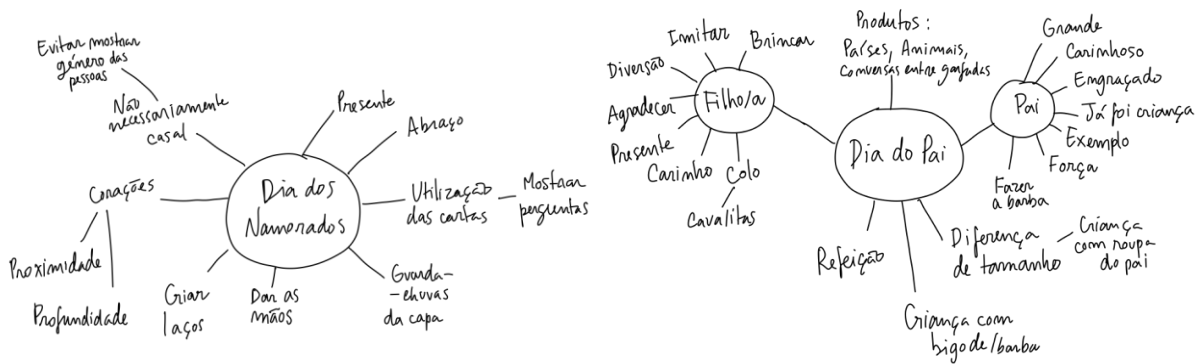 Evitar mostrar
género das
pessoas
Não
necessariamente
casal
Presente
Abraço
Corações
Dia dos
Namorados
Utilização
das cartas
Mostrar
perguntas
Proximidade
Profundidade
Criar
laços
Dar as
mãos
Guarda-
-chuvas
da capa
Imitar
Brincar
Diversão
Agradecer
Filho/a
Presente
Carinho
Colo
Cavalitas
Produtos:
Países, Animais,
Conversas entre garfadas
Dia do Pai
Grande
Carinhoso
Engraçado
Pai
Já foi criança
Exemplo
Força
Fazer
a barba
Refeição
Diferença
de tamanho
Criança
com roupa
do pai
Criança com
bigode/barba